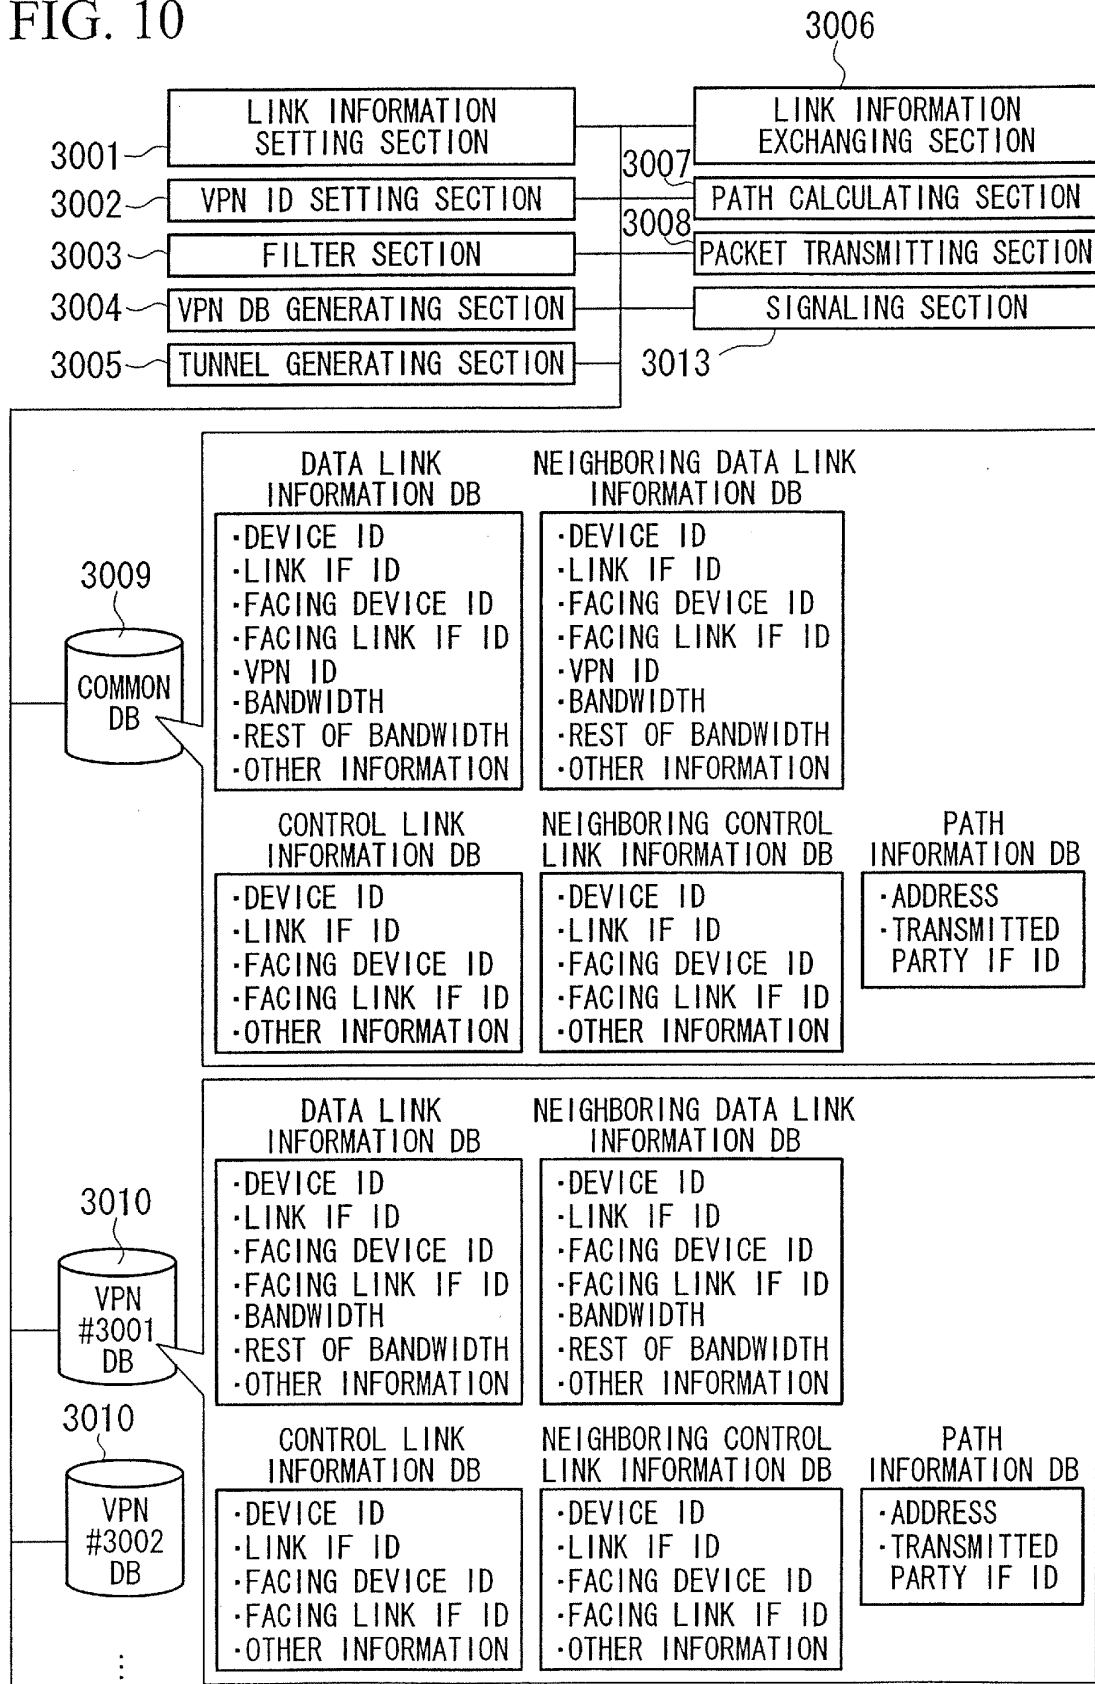 FIG. 10
3006
LINK INFORMATION
SETTING SECTION
3001
LINK INFORMATION
EXCHANGING SECTION
3002
VPN ID SETTING SECTION
3007
PATH CALCULATING SECTION
3003
FILTER SECTION
3008
PACKET TRANSMITTING SECTION
3004
VPN DB GENERATING SECTION
SIGNALING SECTION
3005
TUNNEL GENERATING SECTION
3013
3009
COMMON
DB
DATA LINK
INFORMATION DB
·DEVICE ID
·LINK IF ID
·FACING DEVICE ID
·FACING LINK IF ID
·VPN ID
·BANDWIDTH
·REST OF BANDWIDTH
·OTHER INFORMATION
NEIGHBORING DATA LINK
INFORMATION DB
·DEVICE ID
·LINK IF ID
·FACING DEVICE ID
·FACING LINK IF ID
·VPN ID
·BANDWIDTH
·REST OF BANDWIDTH
·OTHER INFORMATION
CONTROL LINK
INFORMATION DB
·DEVICE ID
·LINK IF ID
·FACING DEVICE ID
·FACING LINK IF ID
·OTHER INFORMATION
NEIGHBORING CONTROL
LINK INFORMATION DB
·DEVICE ID
·LINK IF ID
·FACING DEVICE ID
·FACING LINK IF ID
·OTHER INFORMATION
PATH
INFORMATION DB
·ADDRESS
·TRANSMITTED
PARTY IF ID
3010
VPN
#3001
DB
DATA LINK
INFORMATION DB
·DEVICE ID
·LINK IF ID
·FACING DEVICE ID
·FACING LINK IF ID
·BANDWIDTH
·REST OF BANDWIDTH
·OTHER INFORMATION
NEIGHBORING DATA LINK
INFORMATION DB
·DEVICE ID
·LINK IF ID
·FACING DEVICE ID
·FACING LINK IF ID
·BANDWIDTH
·REST OF BANDWIDTH
·OTHER INFORMATION
3010
VPN
#3002
DB
CONTROL LINK
INFORMATION DB
·DEVICE ID
·LINK IF ID
·FACING DEVICE ID
·FACING LINK IF ID
·OTHER INFORMATION
NEIGHBORING CONTROL
LINK INFORMATION DB
·DEVICE ID
·LINK IF ID
·FACING DEVICE ID
·FACING LINK IF ID
·OTHER INFORMATION
PATH
INFORMATION DB
·ADDRESS
·TRANSMITTED
PARTY IF ID
⋮